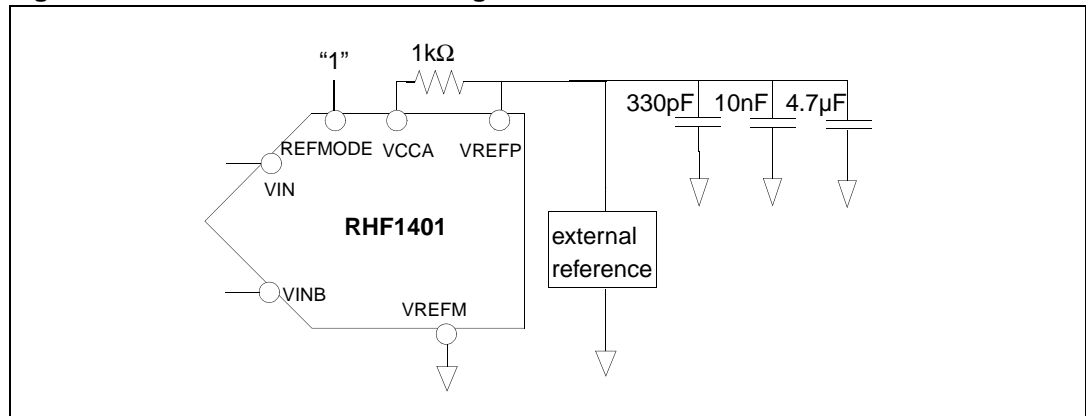 “1”
1kΩ
330pF 10nF 4.7µF
REFMODE VCCA VREFP
VIN
RHF1401
external
reference
VINB
VREFM